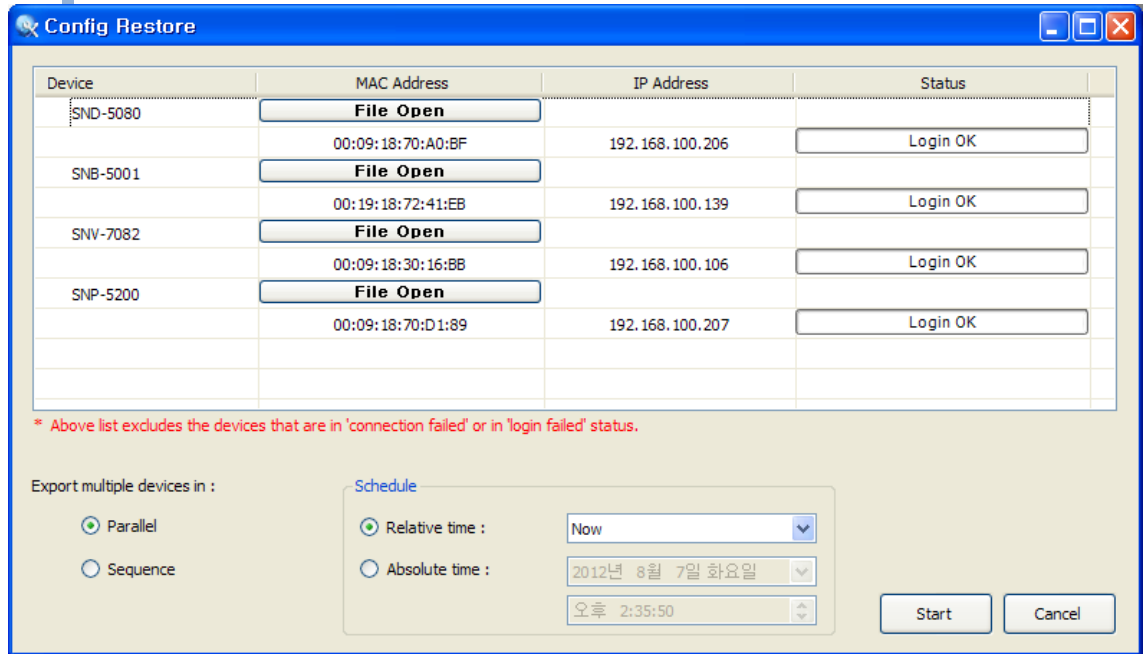 Config Restore
Device MAC Address IP Address Status
SND-5080 File Open
00:09:18:70:A0:BF 192.168.100.206 Login OK
SNB-5001 File Open
00:19:18:72:41:EB 192.168.100.139 Login OK
SNV-7082 File Open
00:09:18:30:16:BB 192.168.100.106 Login OK
SNP-5200 File Open
00:09:18:70:D1:89 192.168.100.207 Login OK
* Above list excludes the devices that are in 'connection failed' or in 'login failed' status.
Export multiple devices in : Schedule
Parallel Relative time : Now
Sequence Absolute time : 2012년 8월 7일 화요일
오후 2:35:50 Start Cancel